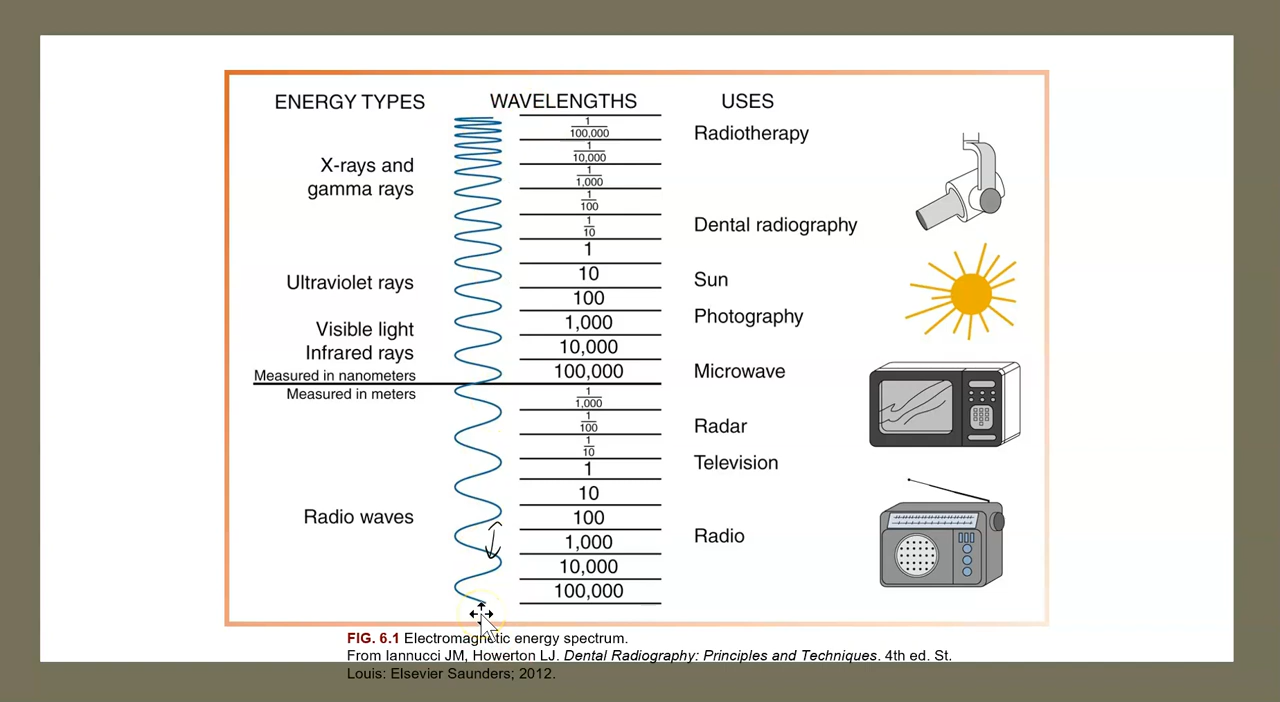 ENERGY TYPES WAVELENGTHS USES
1/100,000 Radiotherapy
1/10,000
X-rays and
gamma rays 1/1,000
1/100
1/10 Dental radiography
1
Ultraviolet rays 10 Sun
100
Photography
Visible light 1,000
Infrared rays 10,000
Measured in nanometers 100,000 Microwave
Measured in meters 1/1,000
1/100 Radar
1/10 Television
1
10
Radio waves 100
1,000 Radio
10,000
100,000
FIG. 6.1 Electromagnetic energy spectrum.
From Iannucci JM, Howerton LJ. Dental Radiography: Principles and Techniques. 4th ed. St.
Louis: Elsevier Saunders; 2012.